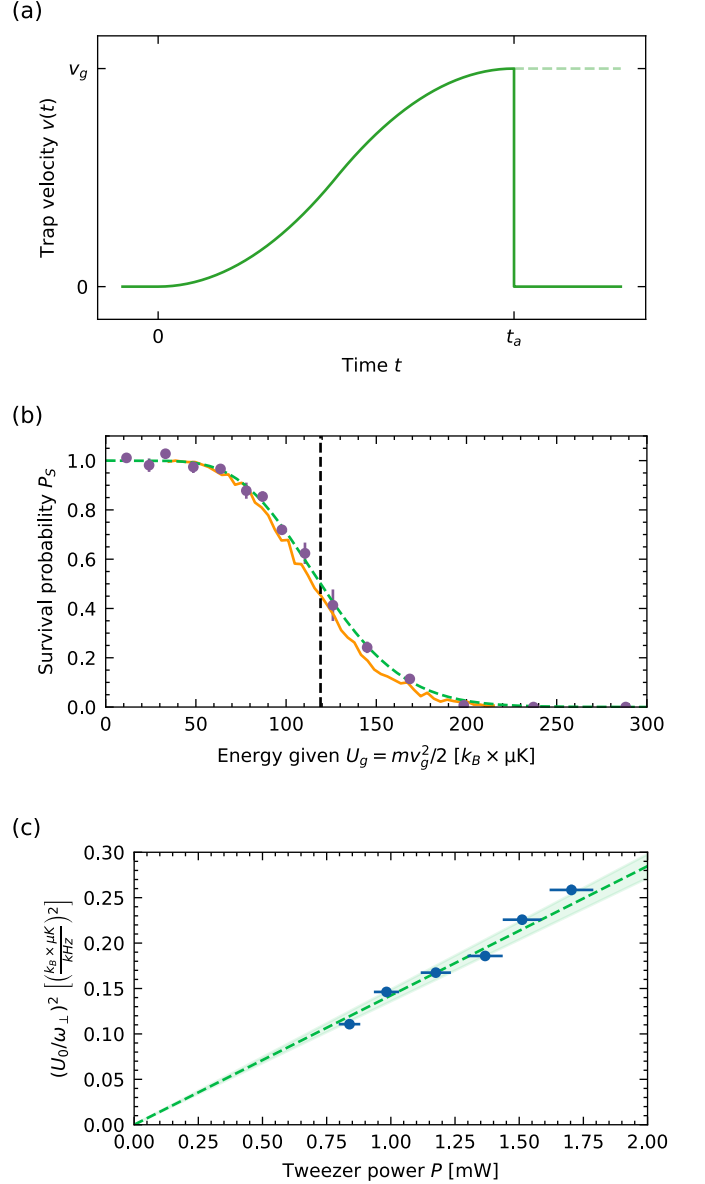 (a)
v_g
0
Trap velocity v(t)
0
t_a
Time t
(b)
1.0
0.8
0.6
0.4
0.2
0.0
Survival probability P_S
0 50 100 150 200 250 300
Energy given U_g = mv_g^2/2 [k_B × μK]
(c)
0.30
0.25
0.20
0.15
0.10
0.05
0.00
(U_0/ω_⊥)^2 [(k_B × μK / kHz)^2]
0.00 0.25 0.50 0.75 1.00 1.25 1.50 1.75 2.00
Tweezer power P [mW]